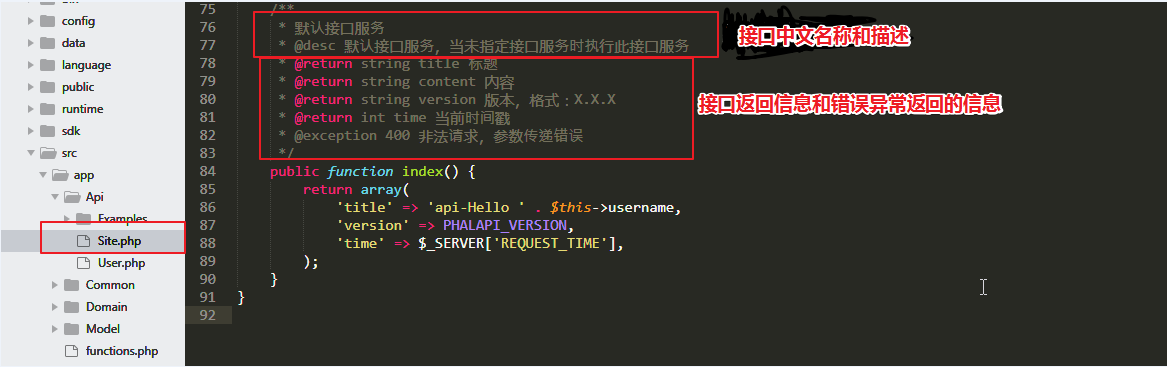 config
data
language
public
runtime
sdk
src
app
Api
Examples
Site.php
User.php
Common
Domain
Model
functions.php
75 /**
76 * 默认接口服务
77 * @desc 默认接口服务，当未指定接口服务时执行此接口服务
78 * @return string title 标题
79 * @return string content 内容
80 * @return string version 版本，格式：X.X.X
81 * @return int time 当前时间戳
82 * @exception 400 非法请求，参数传递错误
83 */
84 public function index() {
85 return array(
86 'title' => 'api-Hello ' . $this->username,
87 'version' => PHALAPI_VERSION,
88 'time' => $_SERVER['REQUEST_TIME'],
89 );
90 }
91 }
92
接口中文名称和描述
接口返回信息和错误异常返回的信息